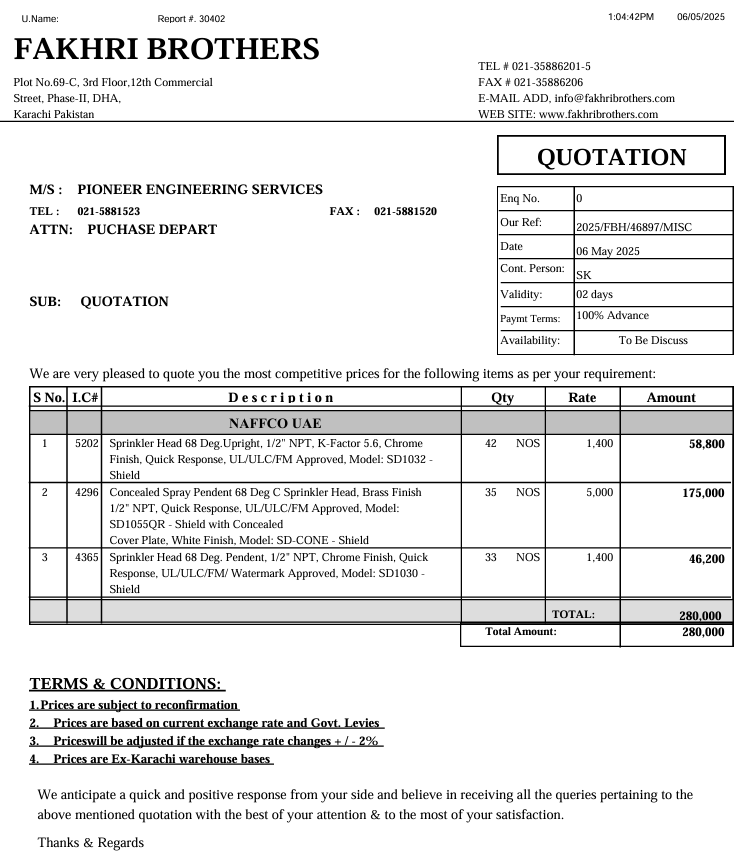 U.Name: Report #. 30402 1:04:42PM 06/05/2025
FAKHRI BROTHERS
Plot No.69-C, 3rd Floor,12th Commercial
Street, Phase-II, DHA,
Karachi Pakistan
TEL # 021-35886201-5
FAX # 021-35886206
E-MAIL ADD, info@fakhribrothers.com
WEB SITE: www.fakhribrothers.com
QUOTATION
M/S : PIONEER ENGINEERING SERVICES
TEL : 021-5881523 FAX : 021-5881520
ATTN: PUCHASE DEPART
SUB: QUOTATION
Enq No. 0
Our Ref: 2025/FBH/46897/MISC
Date 06 May 2025
Cont. Person: SK
Validity: 02 days
Paymt Terms: 100% Advance
Availability: To Be Discuss
We are very pleased to quote you the most competitive prices for the following items as per your requirement:
S No. I.C# Description Qty Rate Amount
NAFFCO UAE
1 5202 Sprinkler Head 68 Deg.Upright, 1/2" NPT, K-Factor 5.6, Chrome 42 NOS 1,400 58,800
Finish, Quick Response, UL/ULC/FM Approved, Model: SD1032 -
Shield
2 4296 Concealed Spray Pendent 68 Deg C Sprinkler Head, Brass Finish 35 NOS 5,000 175,000
1/2" NPT, Quick Response, UL/ULC/FM Approved, Model:
SD1055QR - Shield with Concealed
Cover Plate, White Finish, Model: SD-CONE - Shield
3 4365 Sprinkler Head 68 Deg. Pendent, 1/2" NPT, Chrome Finish, Quick 33 NOS 1,400 46,200
Response, UL/ULC/FM/ Watermark Approved, Model: SD1030 -
Shield
TOTAL: 280,000
Total Amount: 280,000
TERMS & CONDITIONS:
1.Prices are subject to reconfirmation
2. Prices are based on current exchange rate and Govt. Levies
3. Priceswill be adjusted if the exchange rate changes + / - 2%
4. Prices are Ex-Karachi warehouse bases
We anticipate a quick and positive response from your side and believe in receiving all the queries pertaining to the
above mentioned quotation with the best of your attention & to the most of your satisfaction.
Thanks & Regards